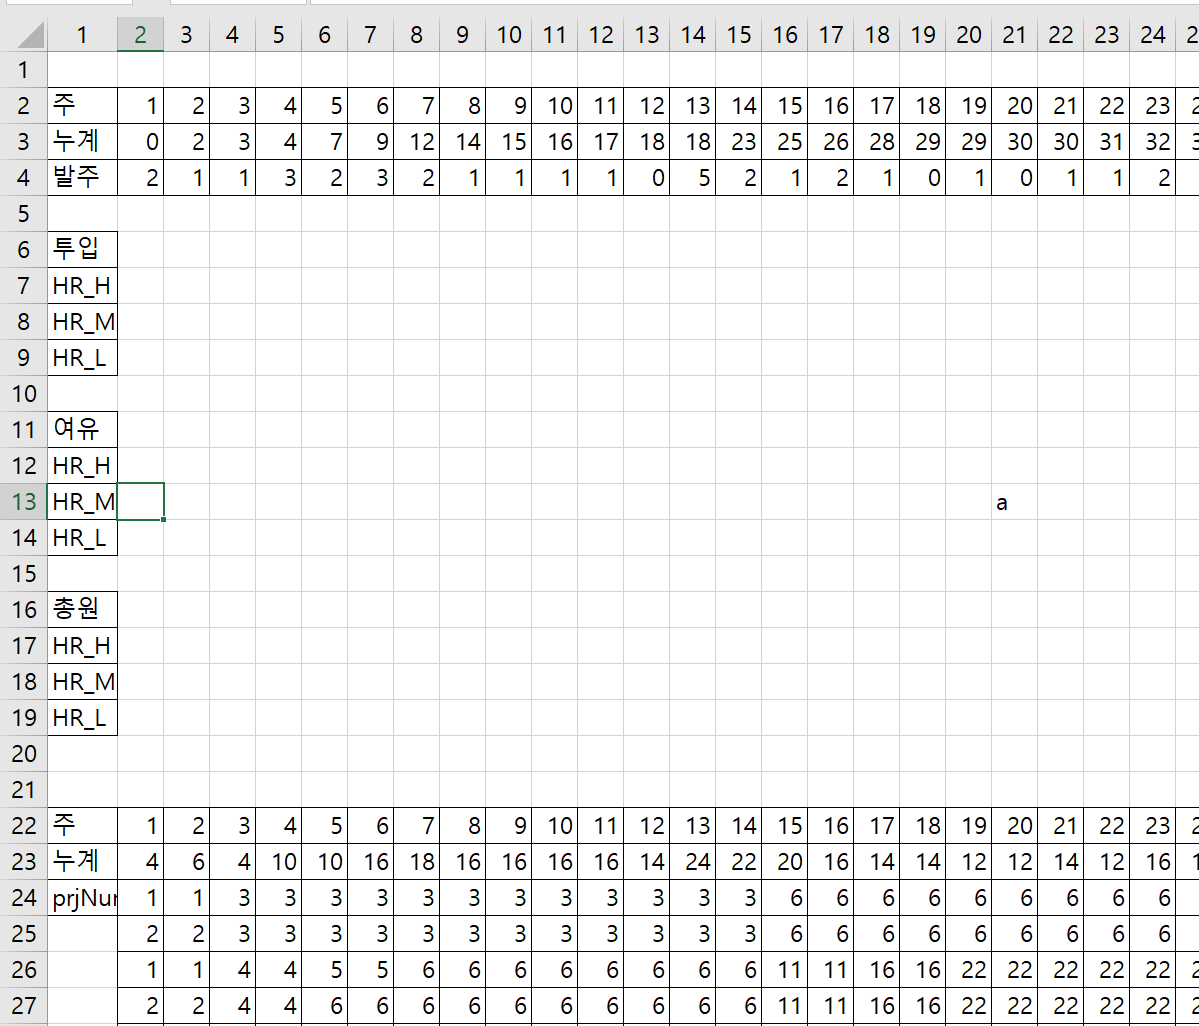 1 2 3 4 5 6 7 8 9 10 11 12 13 14 15 16 17 18 19 20 21 22 23 24 2
1
2 주 1 2 3 4 5 6 7 8 9 10 11 12 13 14 15 16 17 18 19 20 21 22 23 2
3 누계 0 2 3 4 7 9 12 14 15 16 17 18 18 23 25 26 28 29 29 30 30 31 32 3
4 발주 2 1 1 3 2 3 2 1 1 1 1 0 5 2 1 2 1 0 1 0 1 1 2
5
6 투입
7 HR_H
8 HR_M
9 HR_L
10
11 여유
12 HR_H
13 HR_M a
14 HR_L
15
16 총원
17 HR_H
18 HR_M
19 HR_L
20
21
22 주 1 2 3 4 5 6 7 8 9 10 11 12 13 14 15 16 17 18 19 20 21 22 23 2
23 누계 4 6 4 10 10 16 18 16 16 16 16 14 24 22 20 16 14 14 12 12 14 12 16 1
24 prjNur 1 1 3 3 3 3 3 3 3 3 3 3 3 3 6 6 6 6 6 6 6 6 6
25 2 2 3 3 3 3 3 3 3 3 3 3 3 3 6 6 6 6 6 6 6 6 6
26 1 1 4 4 5 5 6 6 6 6 6 6 6 6 11 11 16 16 22 22 22 22 22 2
27 2 2 4 4 6 6 6 6 6 6 6 6 6 6 11 11 16 16 22 22 22 22 22 2